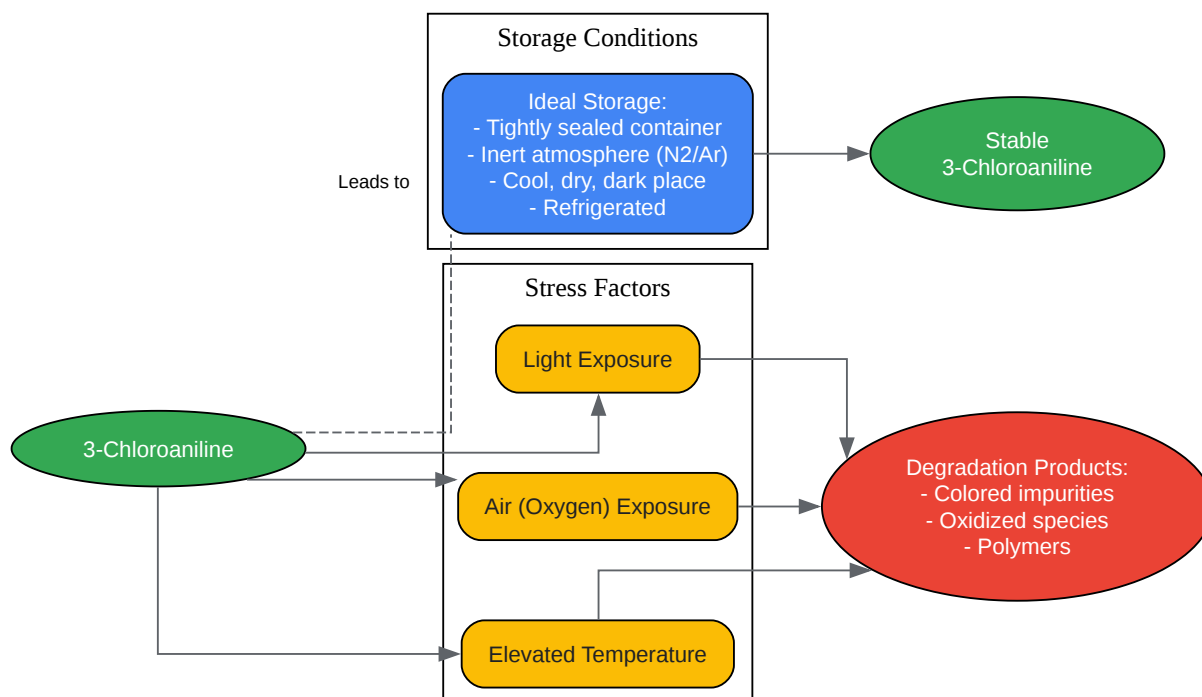 Storage Conditions
Ideal Storage:
- Tightly sealed container
- Inert atmosphere (N2/Ar)
- Cool, dry, dark place
- Refrigerated
Stable
3-Chloroaniline
Leads to
Stress Factors
Light Exposure
3-Chloroaniline
Air (Oxygen) Exposure
Degradation Products:
- Colored impurities
- Oxidized species
- Polymers
Elevated Temperature